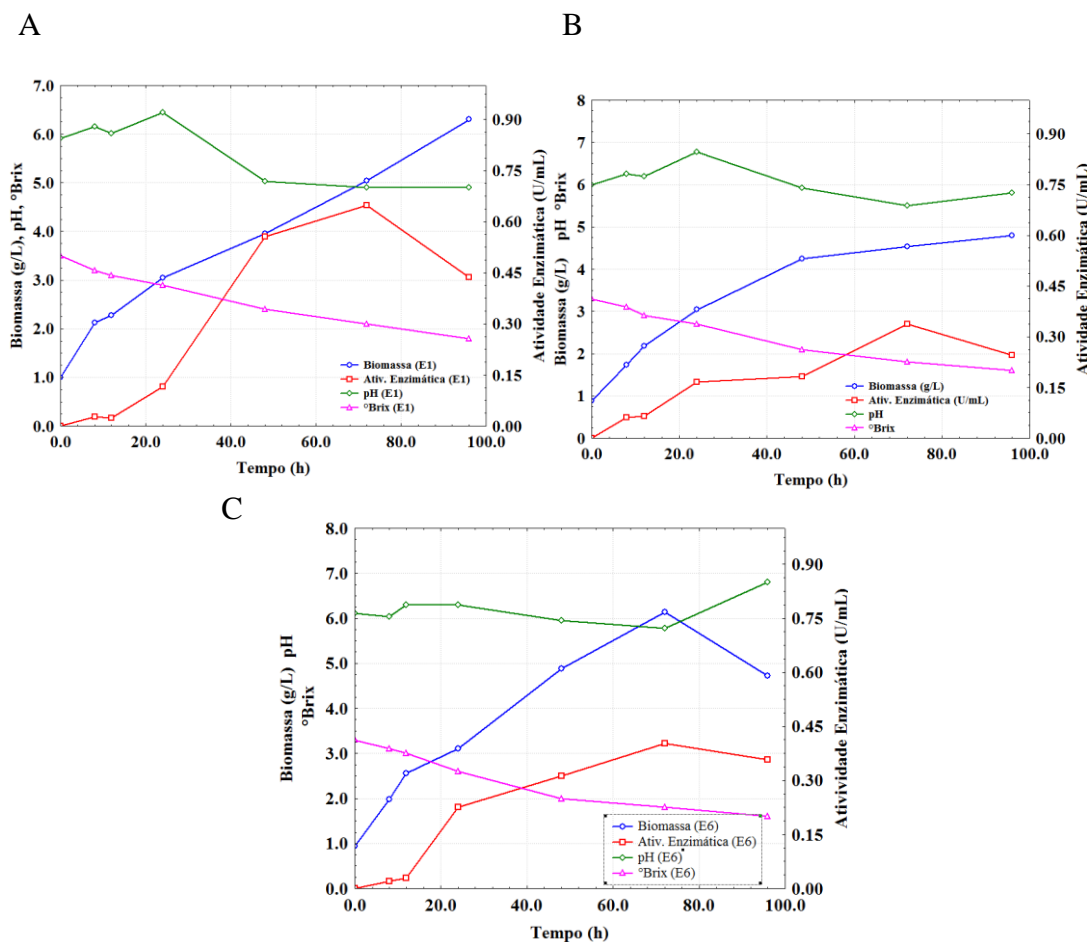 A
7.0
6.0
5.0
4.0
3.0
2.0
1.0
0.0
Biomassa (g/L), pH, °Brix
0.90
0.75
0.60
0.45
0.30
0.15
0.00
Atividade Enzimática (U/mL)
Biomassa (E1)
Ativ. Enzimática (E1)
pH (E1)
°Brix (E1)
0.0 20.0 40.0 60.0 80.0 100.0
Tempo (h)
B
8
7
6
5
4
3
2
1
0
Biomassa (g/L) pH °Brix
0.90
0.75
0.60
0.45
0.30
0.15
0.00
Atividade Enzimática (U/mL)
Biomassa (g/L)
Ativ. Enzimática (U/mL)
pH
°Brix
0.0 20.0 40.0 60.0 80.0 100.0
Tempo (h)
C
8.0
7.0
6.0
5.0
4.0
3.0
2.0
1.0
0.0
Biomassa (g/L) pH
°Brix
0.90
0.75
0.60
0.45
0.30
0.15
0.00
Ativividade Enzimática (U/mL)
Biomassa (E6)
Ativ. Enzimática (E6)
pH (E6)
°Brix (E6)
0.0 20.0 40.0 60.0 80.0 100.0
Tempo (h)